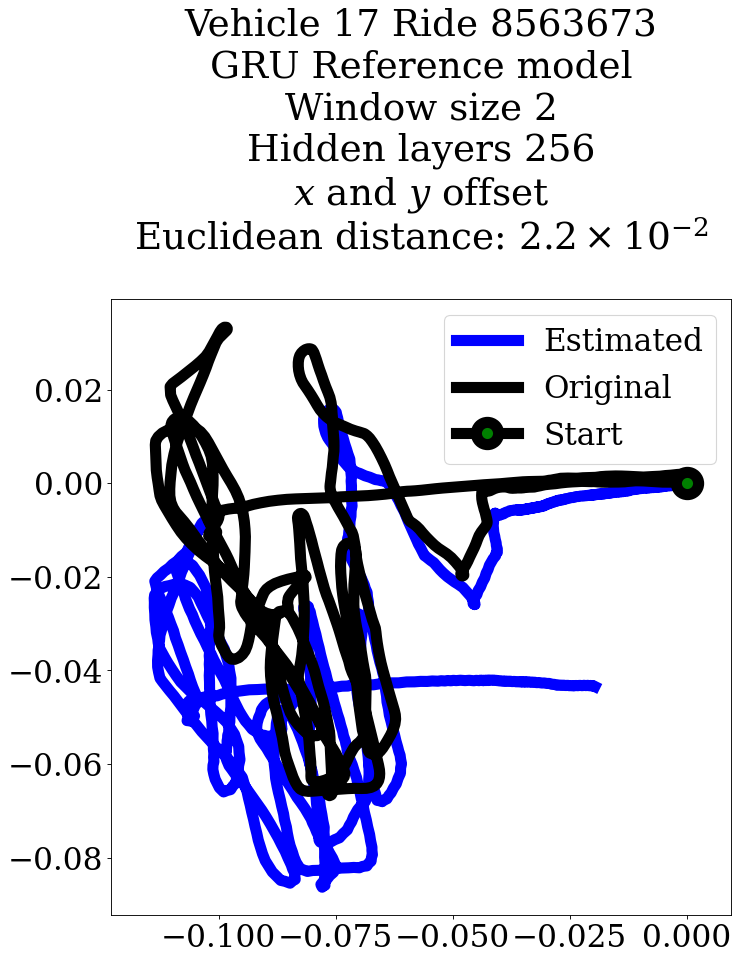 Vehicle 17 Ride 8563673
GRU Reference model
Window size 2
Hidden layers 256
x and y offset
Euclidean distance: 2.2 × 10⁻²
Estimated
Original
Start
0.02
0.00
−0.02
−0.04
−0.06
−0.08
−0.100 −0.075 −0.050 −0.025 0.000